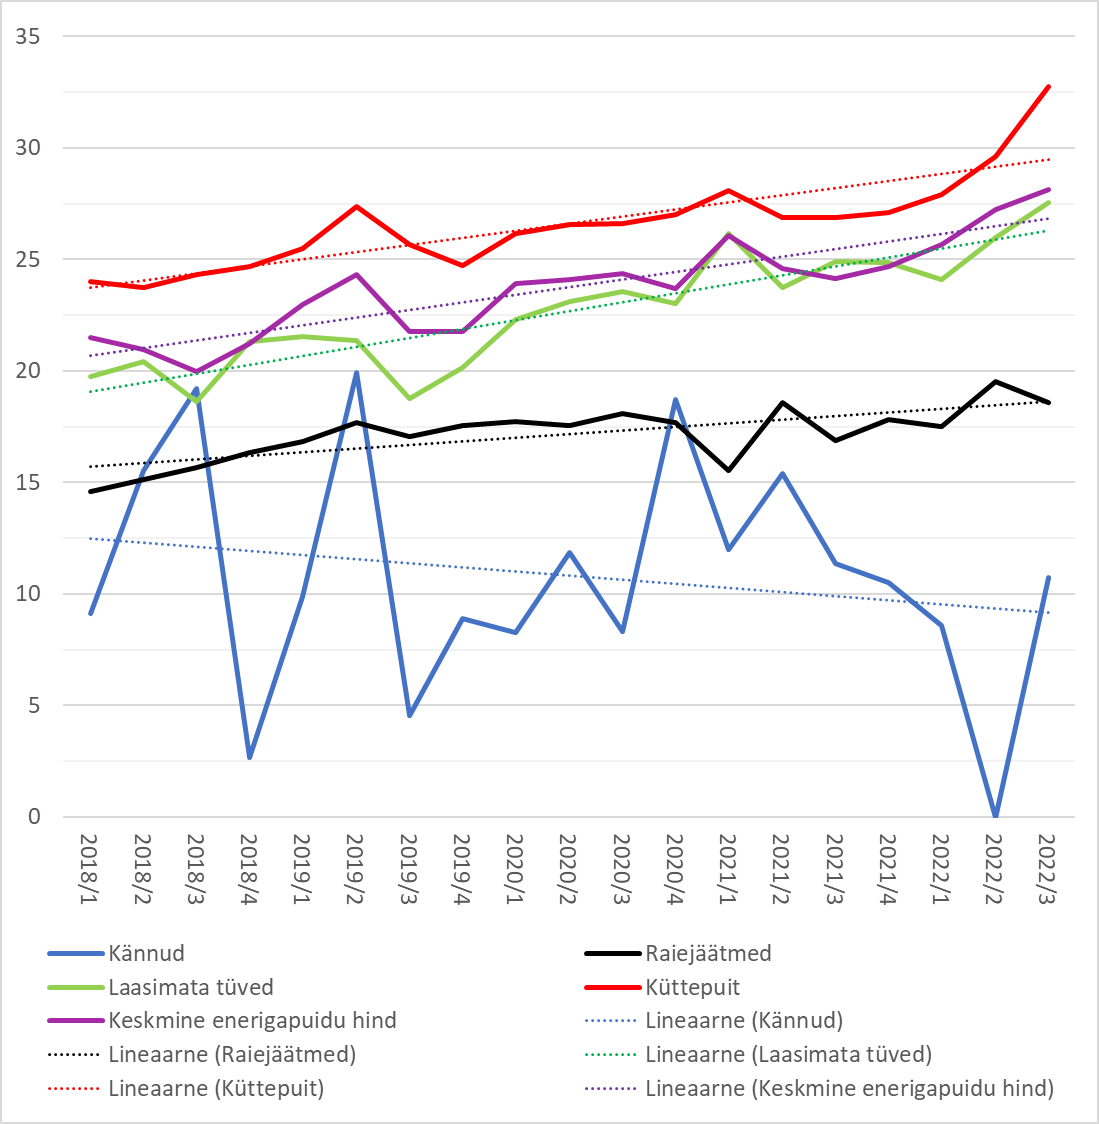 35
30
25
20
15
10
5
0
2018/1
2018/2
2018/3
2018/4
2019/1
2019/2
2019/3
2019/4
2020/1
2020/2
2020/3
2020/4
2021/1
2021/2
2021/3
2021/4
2022/1
2022/2
2022/3
Kännud
Raiejäätmed
Laasimata tüved
Küttepuit
Keskmine enerigapuidu hind
Lineaarne (Kännud)
Lineaarne (Raiejäätmed)
Lineaarne (Laasimata tüved)
Lineaarne (Küttepuit)
Lineaarne (Keskmine enerigapuidu hind)